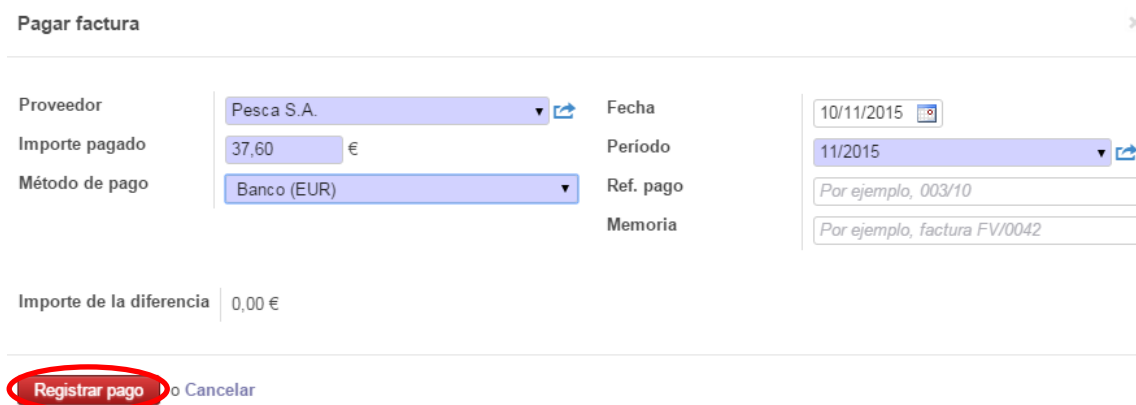 Pagar factura ×
Proveedor Pesca S.A. Fecha 10/11/2015
Importe pagado 37,60 € Período 11/2015
Método de pago Banco (EUR) Ref. pago Por ejemplo, 003/10
Memoria Por ejemplo, factura FV/0042
Importe de la diferencia 0,00 €
Registrar pago o Cancelar